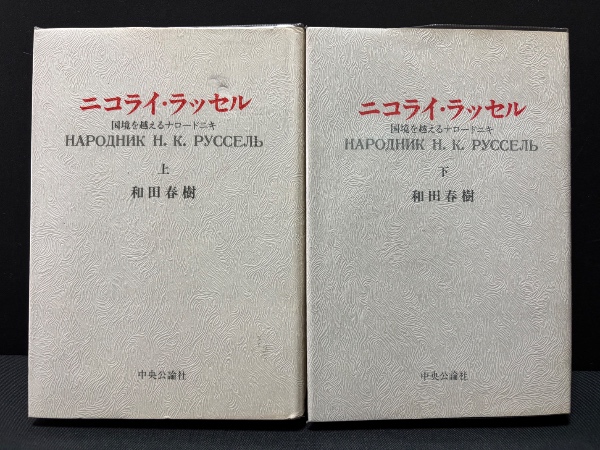 ニコライ・ラッセル
国境を越えるナロードニキ
НАРОДНИК Н. К. РУССЕЛЬ
上
和田春樹
中央公論社
ニコライ・ラッセル
国境を越えるナロードニキ
НАРОДНИК Н. К. РУССЕЛЬ
下
和田春樹
中央公論社